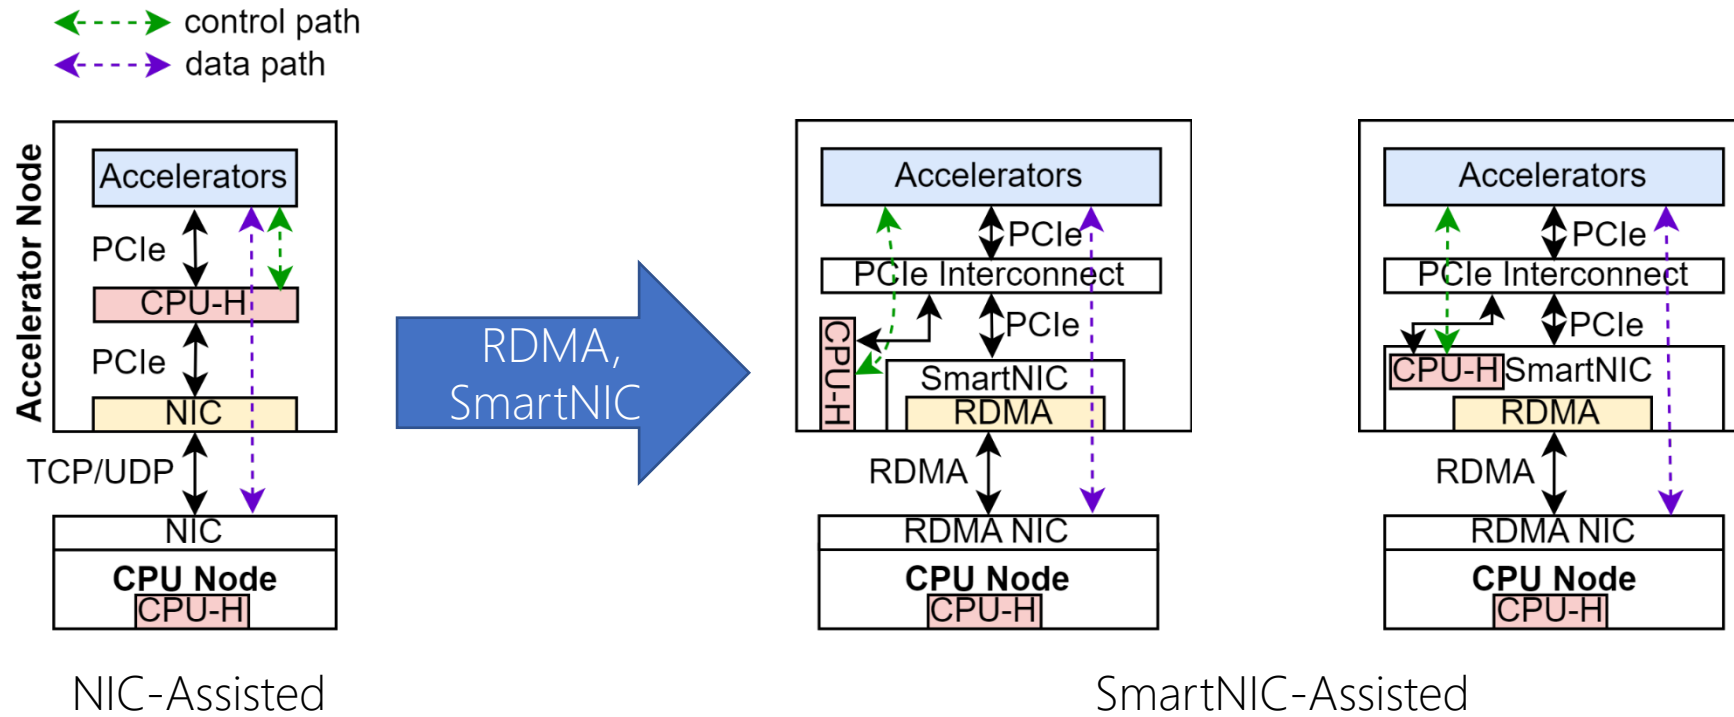 control path
data path
Accelerator Node
Accelerators
PCIe
CPU-H
PCIe
NIC
TCP/UDP
NIC
CPU Node
CPU-H
NIC-Assisted
RDMA,
SmartNIC
Accelerators
PCIe
PCIe Interconnect
PCIe
CPU-H
SmartNIC
RDMA
RDMA
RDMA NIC
CPU Node
CPU-H
Accelerators
PCIe
PCIe Interconnect
PCIe
CPU-H SmartNIC
RDMA
RDMA
RDMA NIC
CPU Node
CPU-H
SmartNIC-Assisted